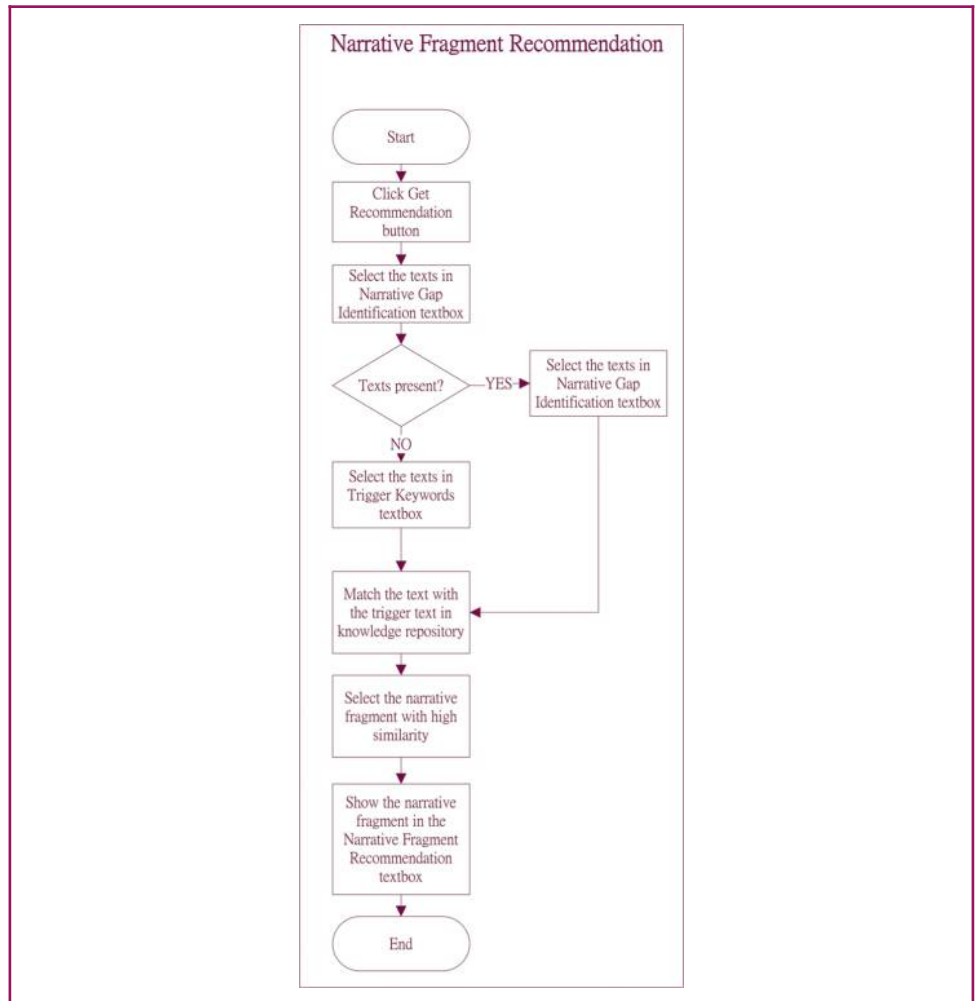 Narrative Fragment Recommendation
Start
Click Get
Recommendation
button
Select the texts in
Narrative Gap
Identification textbox
Texts present?
YES
Select the texts in
Narrative Gap
Identification textbox
NO
Select the texts in
Trigger Keywords
textbox
Match the text with
the trigger text in
knowledge repository
Select the narrative
fragment with high
similarity
Show the narrative
fragment in the
Narrative Fragment
Recommendation
textbox
End